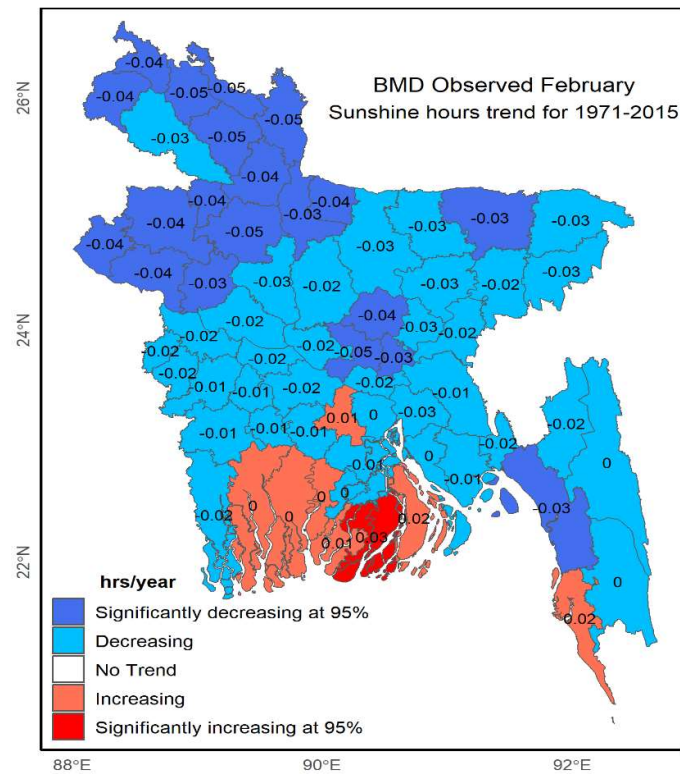 BMD Observed February
Sunshine hours trend for 1971-2015
26°N
24°N
22°N
-0.04
-0.04 -0.05 -0.05
-0.05
-0.03 -0.05
-0.04
-0.04 -0.04
-0.04 -0.03
-0.04 -0.05 -0.03 -0.03 -0.03
-0.04 -0.03
-0.03 -0.02 -0.03 -0.02 -0.03
-0.02 -0.04
-0.02 -0.02 -0.03 -0.02
-0.02 -0.02 -0.05 -0.03
-0.02 -0.02 -0.02
-0.01 -0.01 -0.01
0.01 0 -0.03 -0.02
-0.01 -0.01 -0.01 -0.02
0 0
-0.01 -0.01
0 0 0 0
-0.02 0 0.02 -0.03
0.01 0.03
0
0.02
hrs/year
Significantly decreasing at 95%
Decreasing
No Trend
Increasing
Significantly increasing at 95%
88°E 90°E 92°E